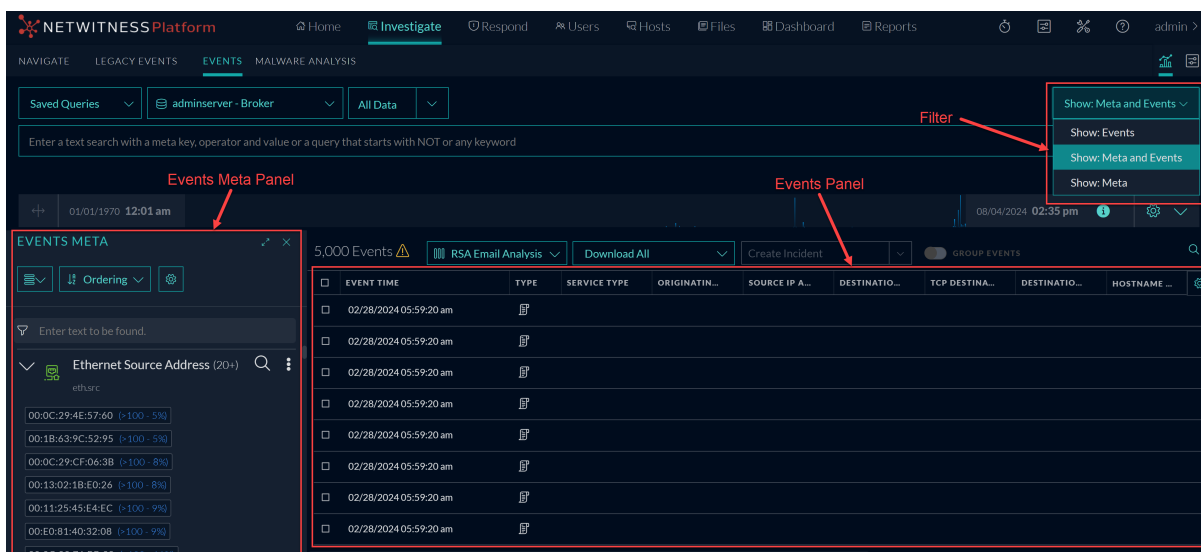 NETWITNESS Platform
Home
Investigate
Respond
Users
Hosts
Files
Dashboard
Reports
admin >
NAVIGATE
LEGACY EVENTS
EVENTS
MALWARE ANALYSIS
Saved Queries
adminserver - Broker
All Data
Show: Meta and Events
Filter
Show: Events
Enter a text search with a meta key, operator and value or a query that starts with NOT or any keyword
Show: Meta and Events
Events Meta Panel
Events Panel
Show: Meta
01/01/1970 12:01 am
08/04/2024 02:35 pm
EVENTS META
5,000 Events
RSA Email Analysis
Download All
Create Incident
GROUP EVENTS
Ordering
EVENT TIME
TYPE
SERVICE TYPE
ORIGINATIN...
SOURCE IP A...
DESTINATIO...
TCP DESTINA...
DESTINATIO...
HOSTNAME ...
02/28/2024 05:59:20 am
Enter text to be found.
02/28/2024 05:59:20 am
Ethernet Source Address (20+)
02/28/2024 05:59:20 am
eth.src
02/28/2024 05:59:20 am
00:0C:29:4E:57:60 (>100 - 5%)
00:1B:63:9C:52:95 (>100 - 5%)
02/28/2024 05:59:20 am
00:0C:29:CF:06:3B (>100 - 8%)
02/28/2024 05:59:20 am
00:13:02:1B:E0:26 (>100 - 8%)
02/28/2024 05:59:20 am
00:11:25:45:E4:EC (>100 - 9%)
00:E0:81:40:32:08 (>100 - 9%)
02/28/2024 05:59:20 am